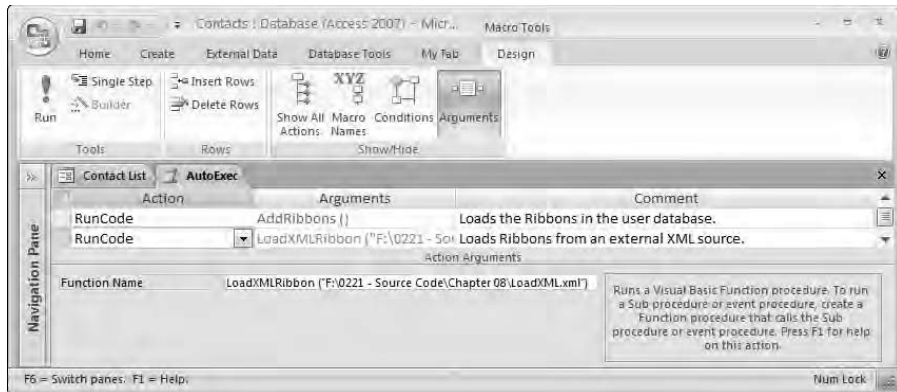 Contacts : Database (Access 2007) - Micr...
Macro Tools
Home Create External Data Database Tools My Tab Design
Run
Single Step
Builder
Tools
Insert Rows
Delete Rows
Rows
Show All Actions
XYZ
Macro Names
Conditions
Arguments
Show/Hide
Contact List
AutoExec
Action Arguments Comment
RunCode AddRibbons () Loads the Ribbons in the user database.
RunCode LoadXMLRibbon ("F:\0221 - Sou Loads Ribbons from an external XML source.
Action Arguments
Navigation Pane
Function Name LoadXMLRibbon ("F:\0221 - Source Code\Chapter 08\LoadXML.xml")
Runs a Visual Basic Function procedure. To run
a Sub procedure or event procedure, create a
Function procedure that calls the Sub
procedure or event procedure. Press F1 for help
on this action.
F6 = Switch panes. F1 = Help.
Num Lock